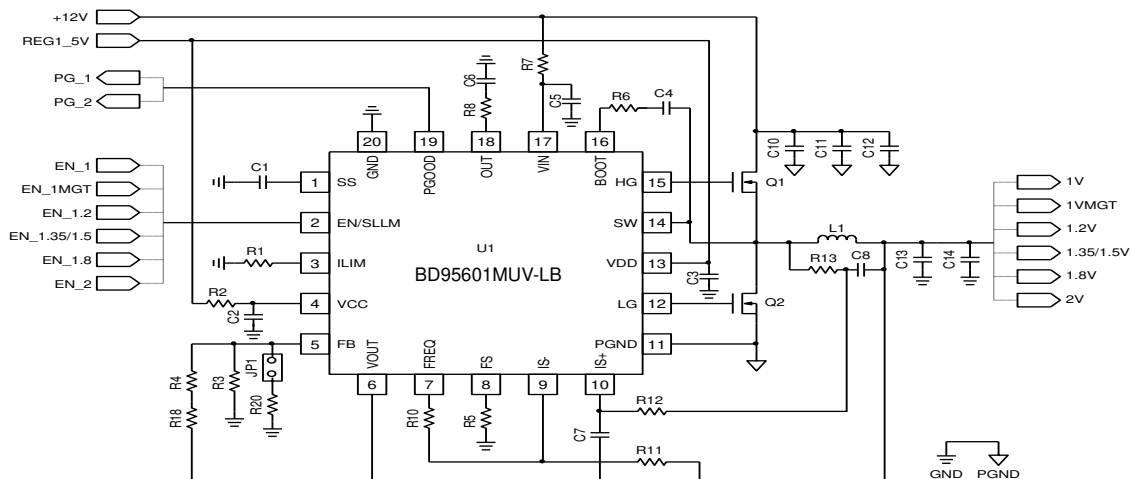 +12V
REG1_5V
PG_1
PG_2
EN_1
EN_1MGT
EN_1.2
EN_1.35/1.5
EN_1.8
EN_2
C6
R8
R7
C5
R6
C4
20
19
18
17
16
GND
PGOOD
OUT
VIN
BOOT
C10
C11
C12
C1
1
SS
HG
15
Q1
2
EN/SLLM
SW
14
R1
3
ILIM
VDD
13
U1
BD95601MUV-LB
R2
C2
4
VCC
LG
12
C3
Q2
5
FB
PGND
11
VOUT
FREQ
FS
IS-
IS+
6
7
8
9
10
L1
R13
C8
C13
C14
1V
1VMGT
1.2V
1.35/1.5V
1.8V
2V
R4
R18
R3
JP1
R20
R10
R5
C7
R12
R11
GND
PGND